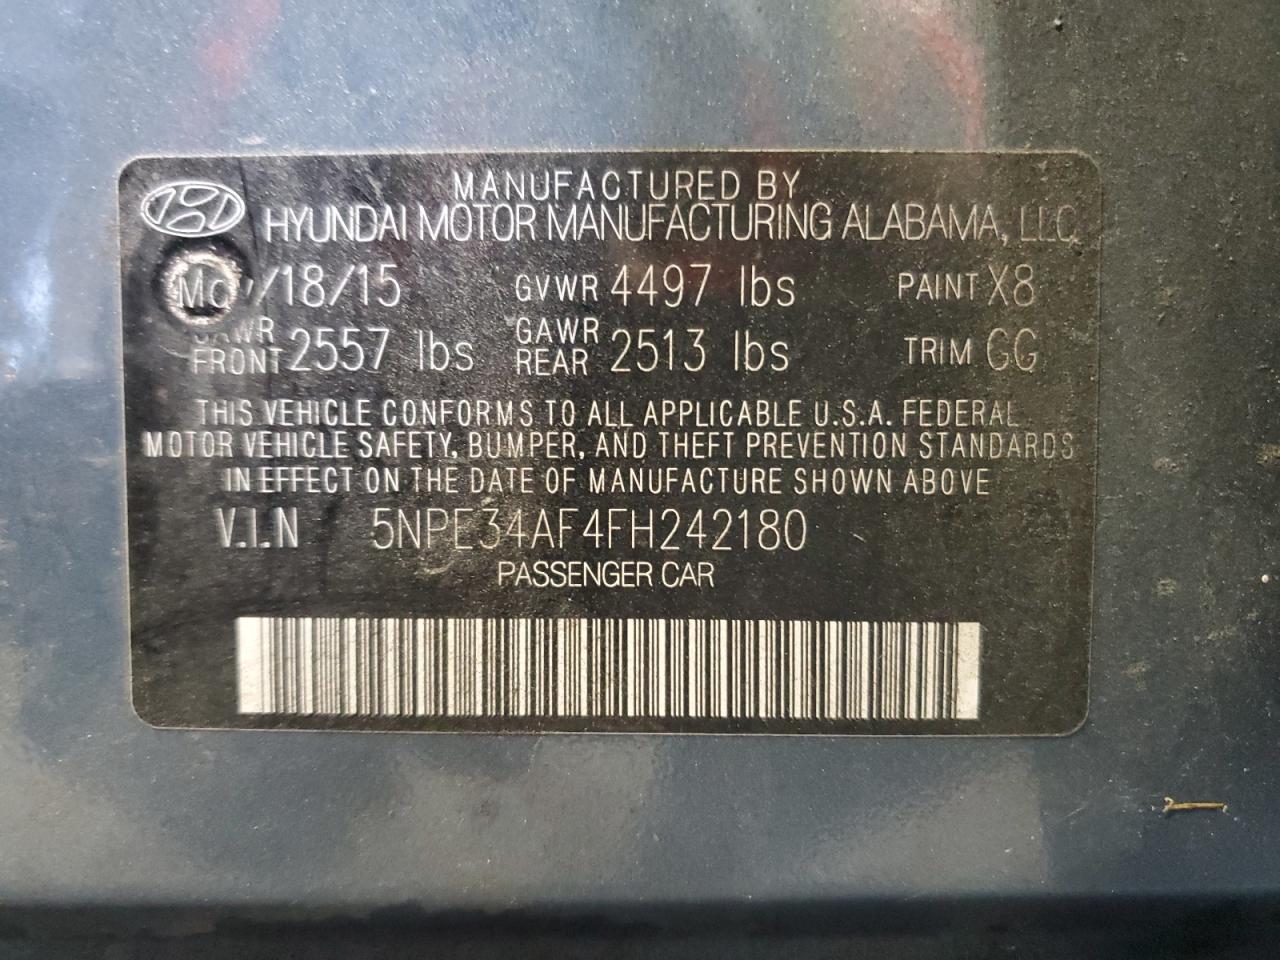 MANUFACTURED BY
HYUNDAI MOTOR MANUFACTURING ALABAMA, LLC.
/18/15 GVWR 4497 lbs PAINT X8
GAWR FRONT 2557 lbs GAWR REAR 2513 lbs TRIM GG
THIS VEHICLE CONFORMS TO ALL APPLICABLE U.S.A. FEDERAL
MOTOR VEHICLE SAFETY, BUMPER, AND THEFT PREVENTION STANDARDS
IN EFFECT ON THE DATE OF MANUFACTURE SHOWN ABOVE
V.I.N 5NPE34AF4FH242180
PASSENGER CAR